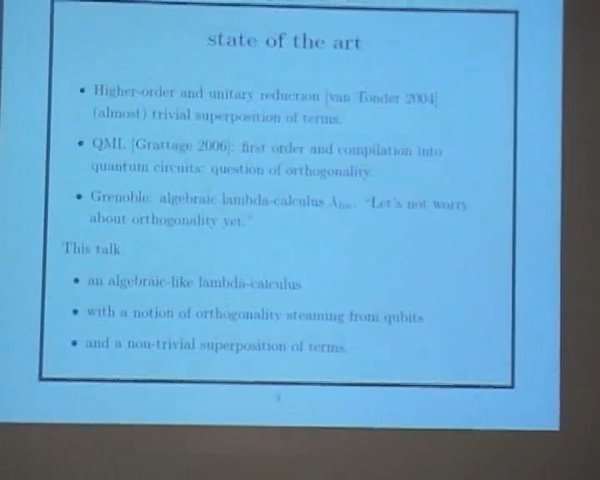 state of the art
• Higher-order and unitary reduction [van Tonder 2004]
(almost) trivial superposition of terms.
• QML [Grattage 2006]: first order and compilation into
quantum circuits: question of orthogonality.
• Grenoble: algebraic lambda-calculus λlin. "Let's not worry
about orthogonality yet."
This talk
• an algebraic-like lambda-calculus
• with a notion of orthogonality steaming from qubits
• and a non-trivial superposition of terms.